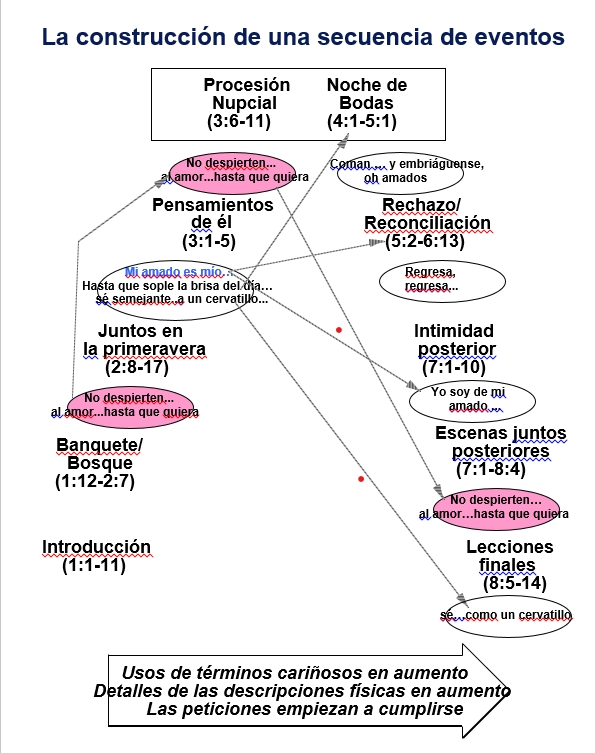 La construcción de una secuencia de eventos
Procesión
Nupcial
(3:6-11)
Noche de
Bodas
(4:1-5:1)
No despierten...
al amor...hasta que quiera
Coman … y embriáguense,
oh amados
Pensamientos
de él
(3:1-5)
Rechazo/
Reconciliación
(5:2-6:13)
Mi amado es mío…
Hasta que sople la brisa del día…
sé semejante..a un cervatillo...
Regresa,
regresa...
Juntos en
la primeravera
(2:8-17)
Intimidad
posterior
(7:1-10)
No despierten...
al amor...hasta que quiera
Yo soy de mi
amado …
Banquete/
Bosque
(1:12-2:7)
Escenas juntos
posteriores
(7:1-8:4)
No despierten…
al amor…hasta que quiera
Introducción
(1:1-11)
Lecciones
finales
(8:5-14)
sé…como un cervatillo
Usos de términos cariñosos en aumento
Detalles de las descripciones físicas en aumento
Las peticiones empiezan a cumplirse